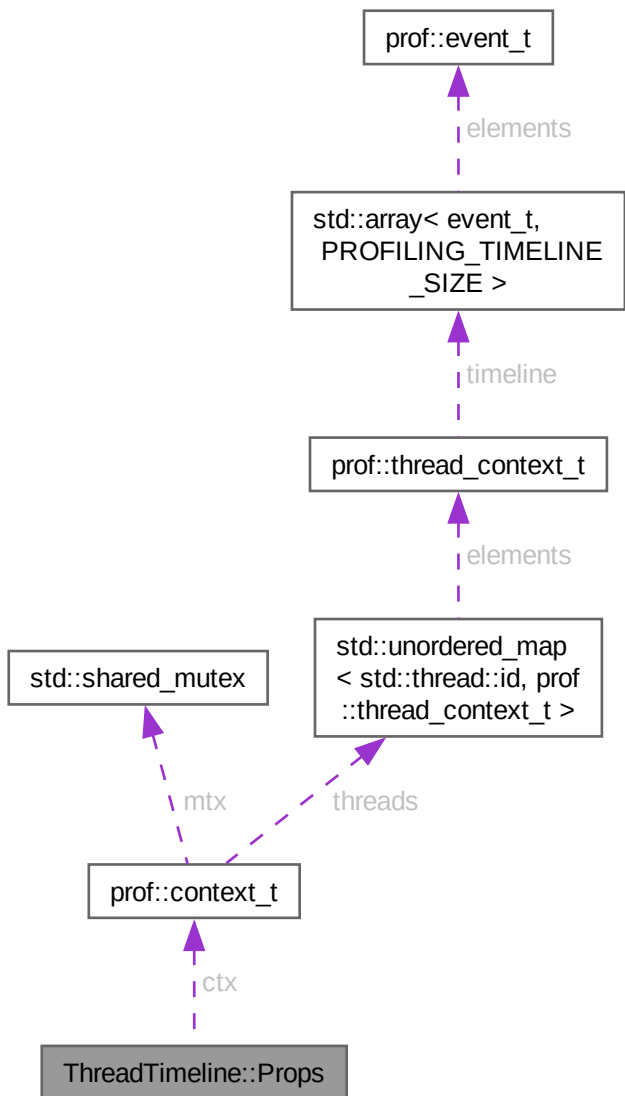 prof::event_t
elements
std::array< event_t,
PROFILING_TIMELINE
_SIZE >
timeline
prof::thread_context_t
elements
std::unordered_map
< std::thread::id, prof
::thread_context_t >
std::shared_mutex
mtx
threads
prof::context_t
ctx
ThreadTimeline::Props